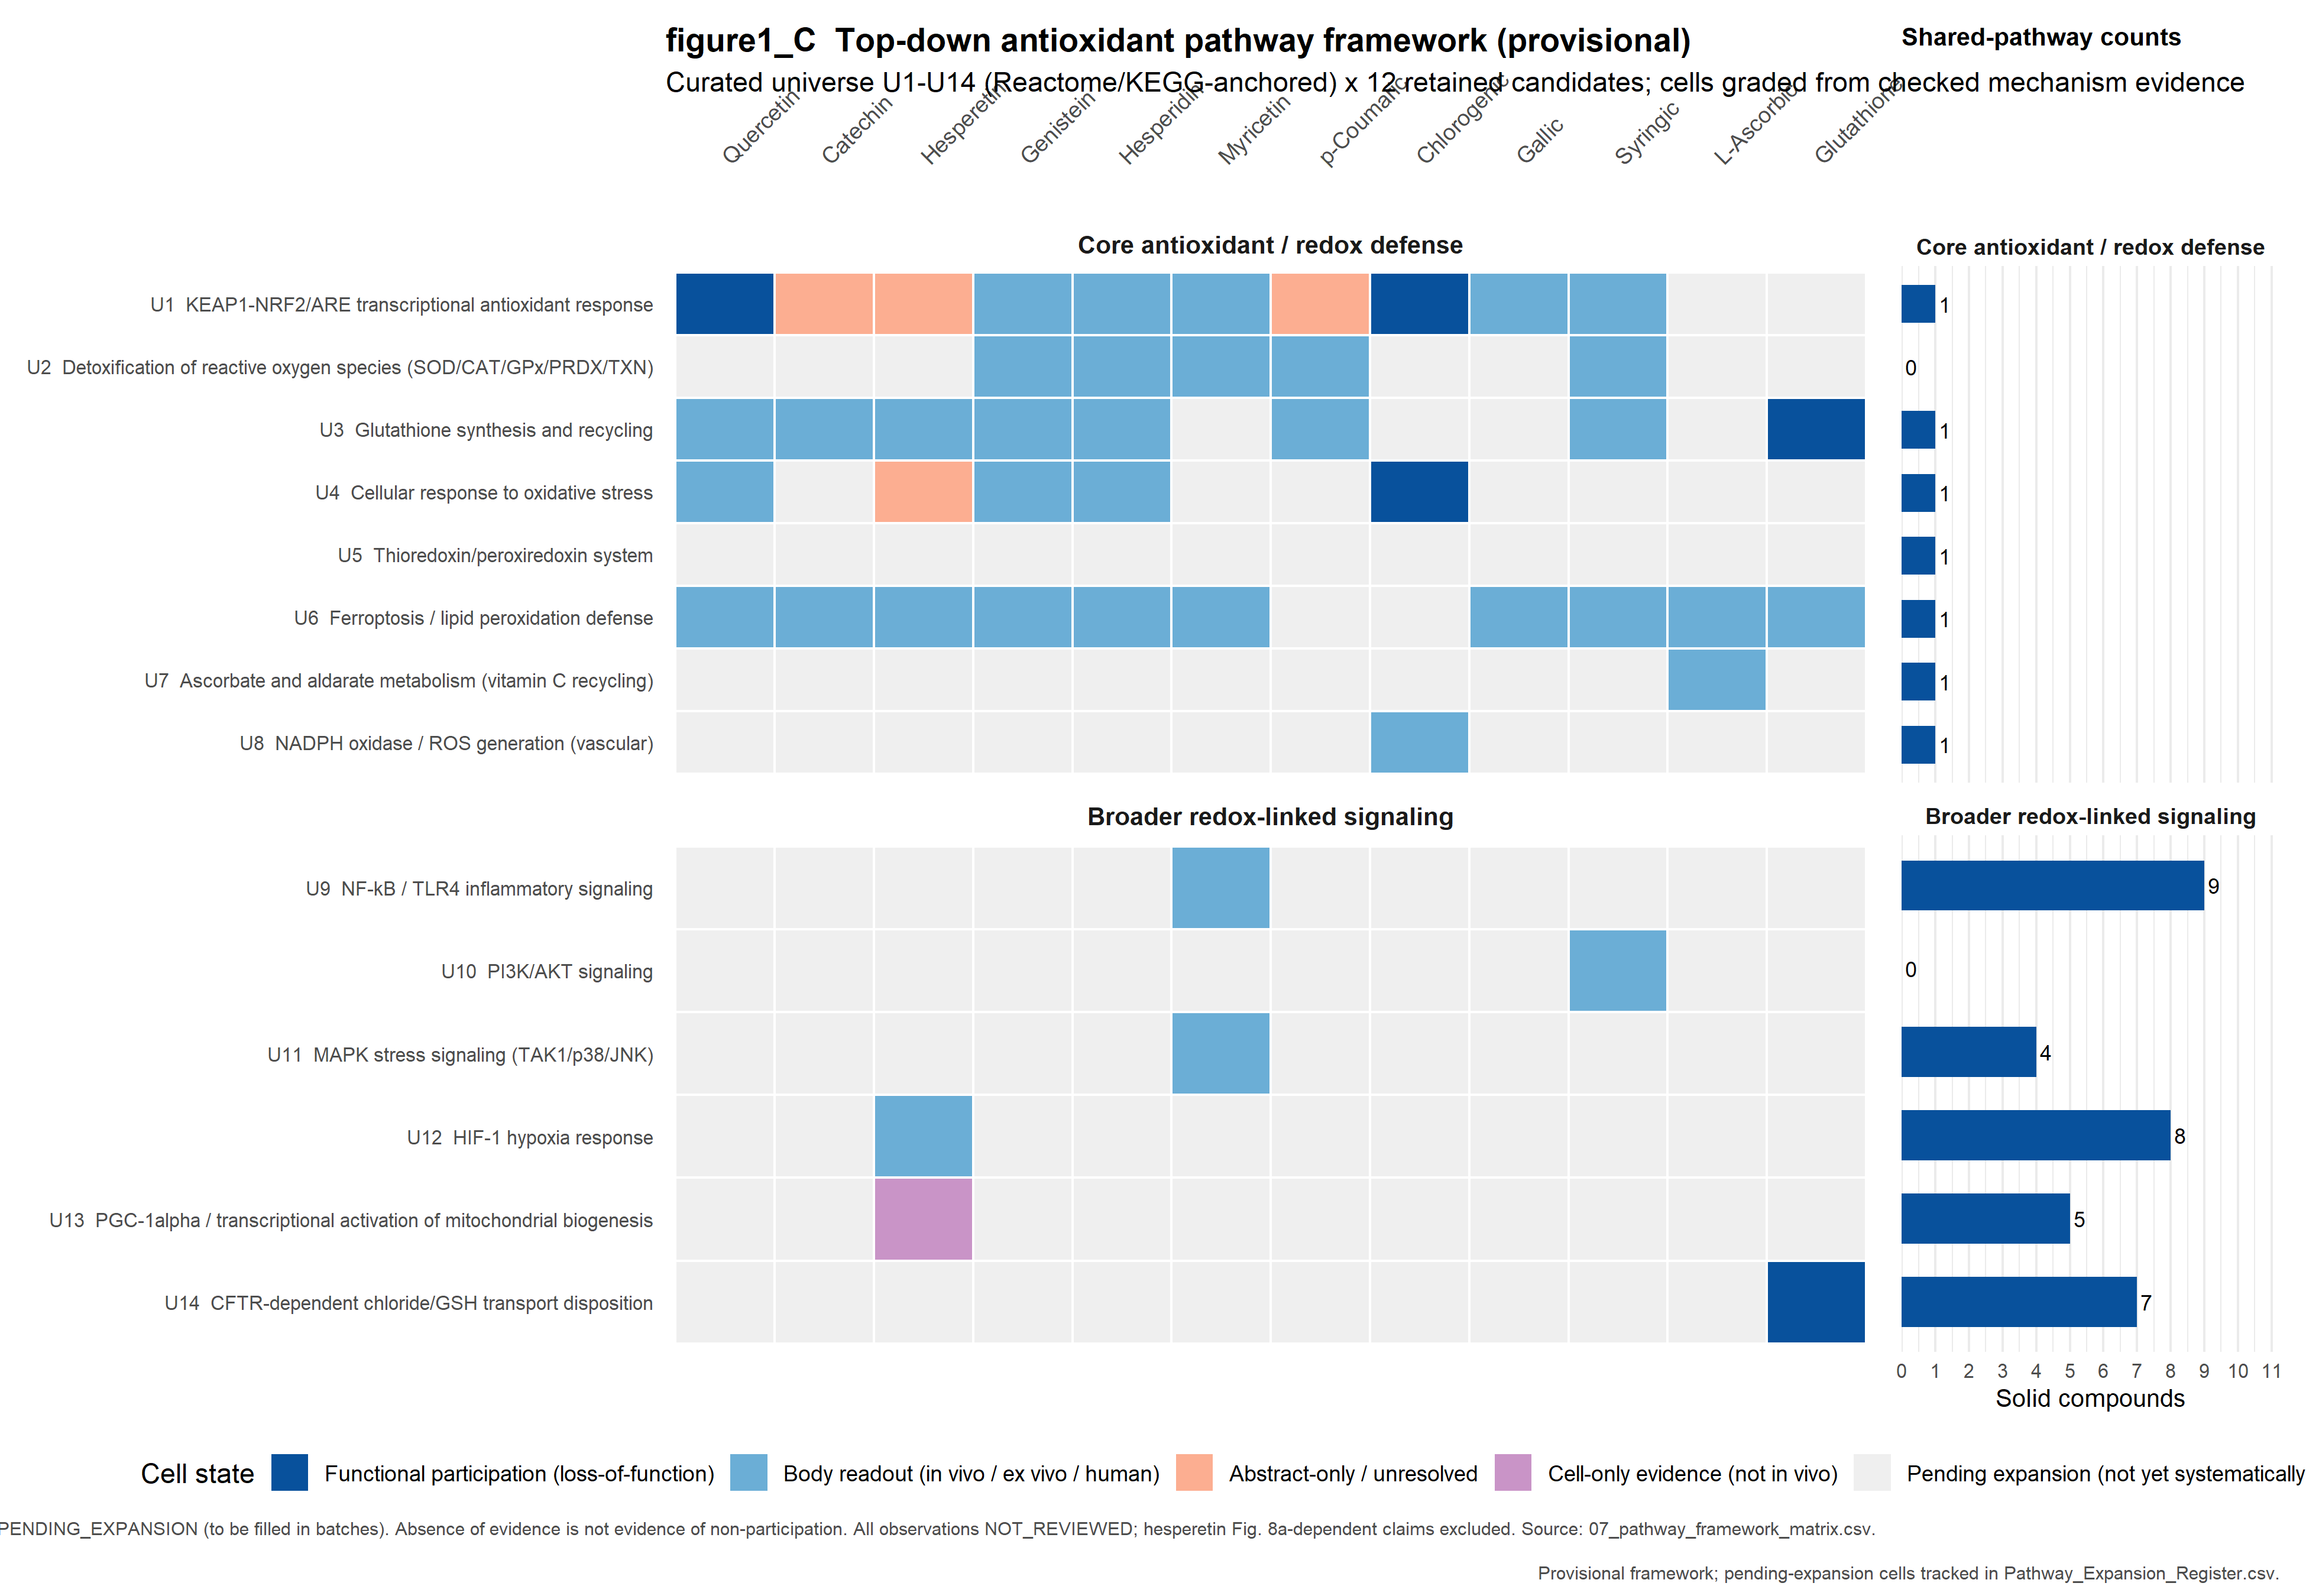 figure1_C  Top-down antioxidant pathway framework (provisional)
Shared-pathway counts
Curated universe U1-U14 (Reactome/KEGG-anchored) x 12 retained candidates; cells graded from checked mechanism evidence
Quercetin
Catechin
Hesperetin
Genistein
Hesperidin
Myricetin
p-Coumaric
Chlorogenic
Gallic
Syringic
L-Ascorbic
Glutathione
Core antioxidant / redox defense
Core antioxidant / redox defense
U1  KEAP1-NRF2/ARE transcriptional antioxidant response
1
U2  Detoxification of reactive oxygen species (SOD/CAT/GPx/PRDX/TXN)
0
U3  Glutathione synthesis and recycling
1
U4  Cellular response to oxidative stress
1
U5  Thioredoxin/peroxiredoxin system
1
U6  Ferroptosis / lipid peroxidation defense
1
U7  Ascorbate and aldarate metabolism (vitamin C recycling)
1
U8  NADPH oxidase / ROS generation (vascular)
1
Broader redox-linked signaling
Broader redox-linked signaling
U9  NF-kB / TLR4 inflammatory signaling
9
U10  PI3K/AKT signaling
0
U11  MAPK stress signaling (TAK1/p38/JNK)
4
U12  HIF-1 hypoxia response
8
U13  PGC-1alpha / transcriptional activation of mitochondrial biogenesis
5
U14  CFTR-dependent chloride/GSH transport disposition
7
0 1 2 3 4 5 6 7 8 9 10 11
Solid compounds
Cell state
Functional participation (loss-of-function)
Body readout (in vivo / ex vivo / human)
Abstract-only / unresolved
Cell-only evidence (not in vivo)
Pending expansion (not yet systematically
PENDING_EXPANSION (to be filled in batches). Absence of evidence is not evidence of non-participation. All observations NOT_REVIEWED; hesperetin Fig. 8a-dependent claims excluded. Source: 07_pathway_framework_matrix.csv.
Provisional framework; pending-expansion cells tracked in Pathway_Expansion_Register.csv.